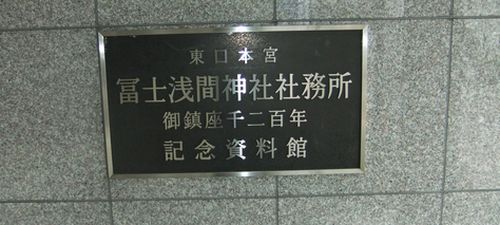 東口本宮
冨士浅間神社社務所
御鎮座千二百年
記念資料館